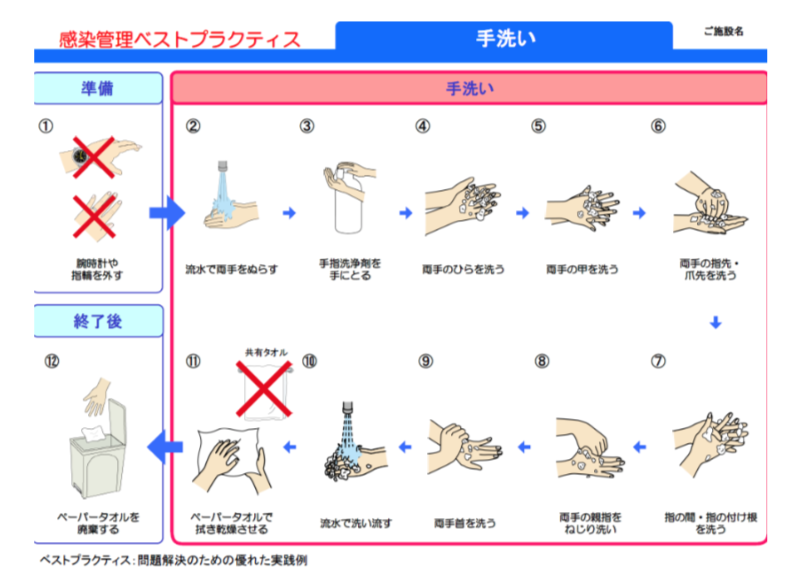 感染管理ベストプラクティス
手洗い
ご施設名
準備
手洗い
①
腕時計や
指輪を外す
②
流水で両手をぬらす
③
手指洗浄剤を
手にとる
④
両手のひらを洗う
⑤
両手の甲を洗う
⑥
両手の指先・
爪先を洗う
⑦
指の間・指の付け根
を洗う
⑧
両手の親指を
ねじり洗い
⑨
両手首を洗う
⑩
流水で洗い流す
⑪
共有タオル
ペーパータオルで
拭き乾燥させる
終了後
⑫
ペーパータオルを
廃棄する
ベストプラクティス：問題解決のための優れた実践例